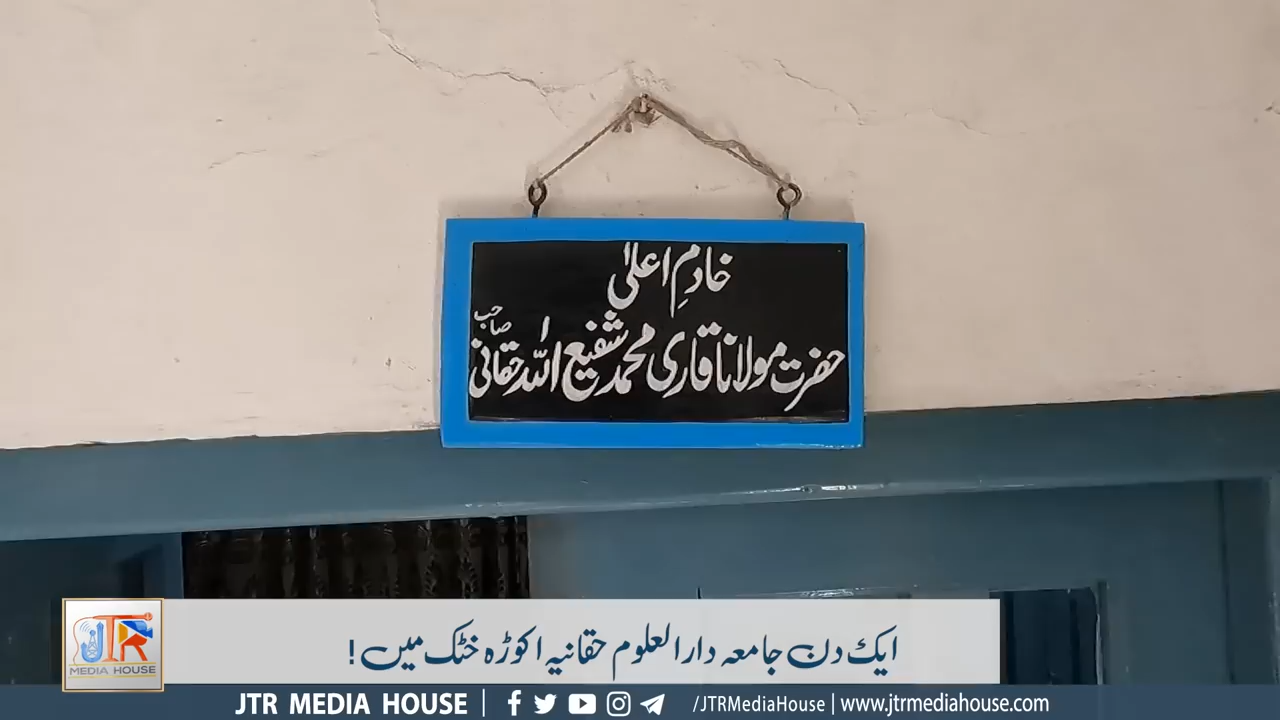 خادمِ اعلیٰ
حضرت مولانا قاری محمد شفیع اللہ حقانی صاحب
ایک دن جامعہ دارالعلوم حقانیہ اکوڑہ خٹک میں!
JTR
MEDIA HOUSE
JTR MEDIA HOUSE | /JTRMediaHouse | www.jtrmediahouse.com